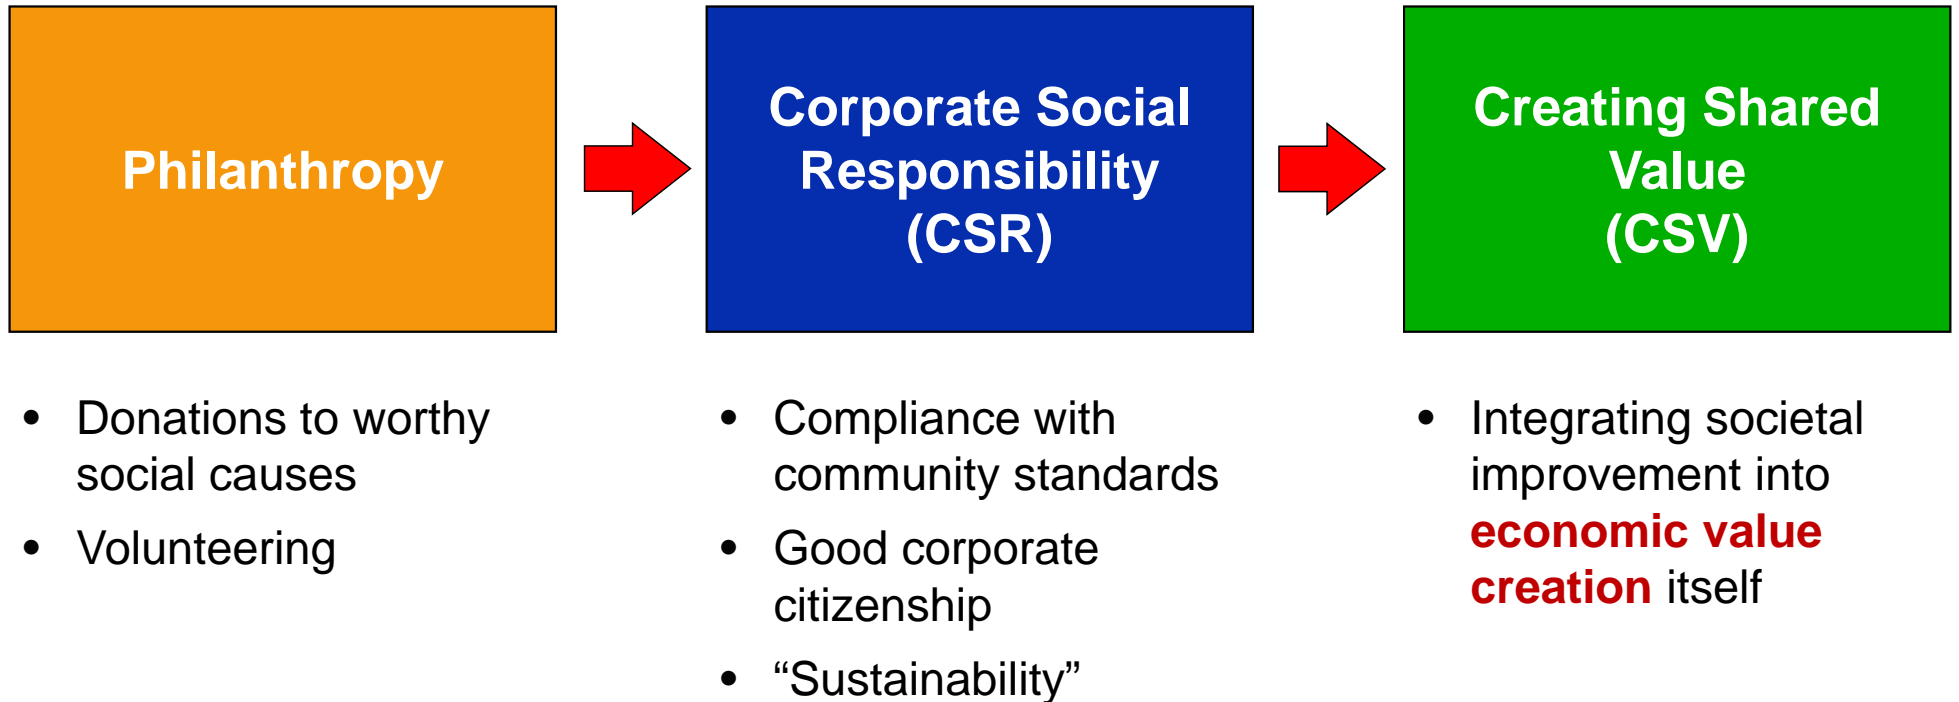 Philanthropy
Corporate Social
Responsibility
(CSR)
Creating Shared
Value
(CSV)
• Donations to worthy
social causes
• Volunteering
• Compliance with
community standards
• Good corporate
citizenship
• “Sustainability”
• Integrating societal
improvement into
economic value
creation itself